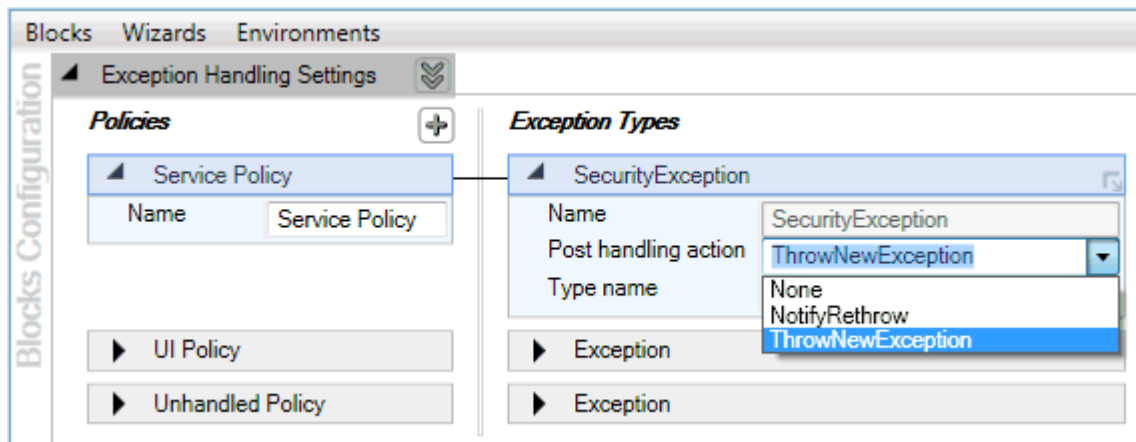 Blocks Wizards Environments
Blocks Configuration
Exception Handling Settings
Policies
Exception Types
Service Policy
SecurityException
Name Service Policy
Name SecurityException
Post handling action ThrowNewException
Type name
None
NotifyRethrow
ThrowNewException
UI Policy
Exception
Unhandled Policy
Exception